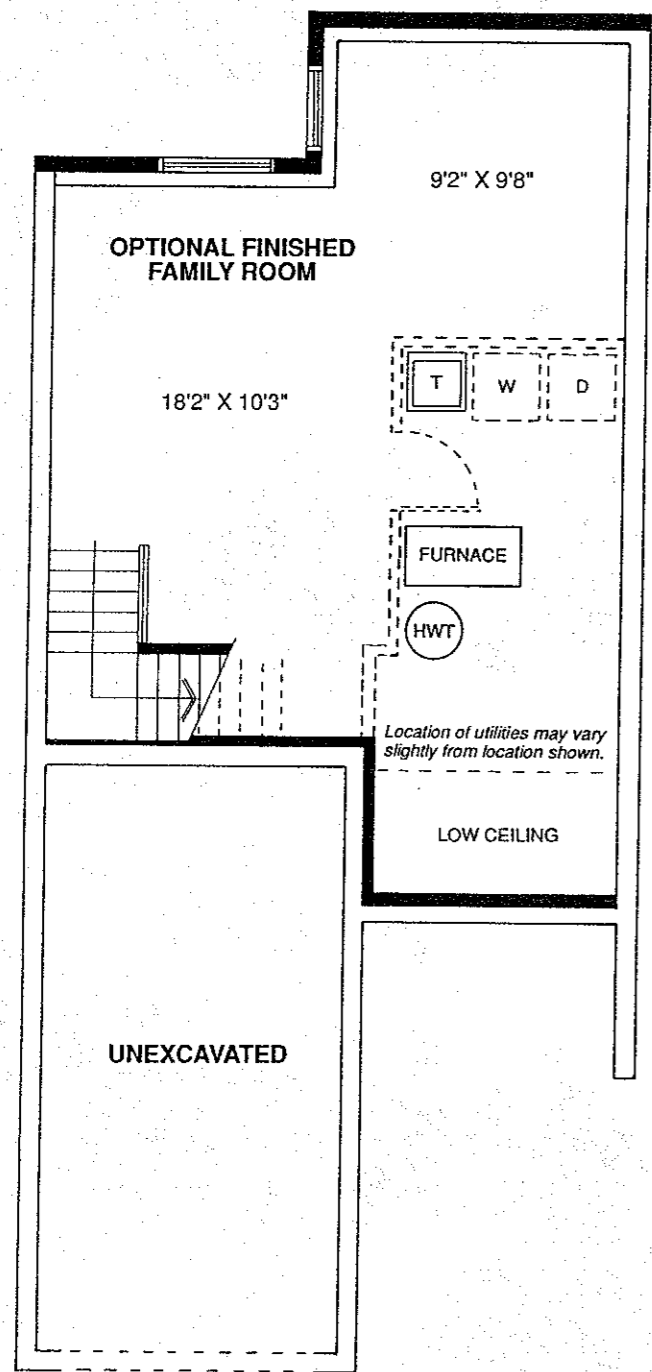 9'2" X 9'8"
OPTIONAL FINISHED
FAMILY ROOM
18'2" X 10'3"
T
W
D
FURNACE
HWT
Location of utilities may vary
slightly from location shown.
LOW CEILING
UNEXCAVATED